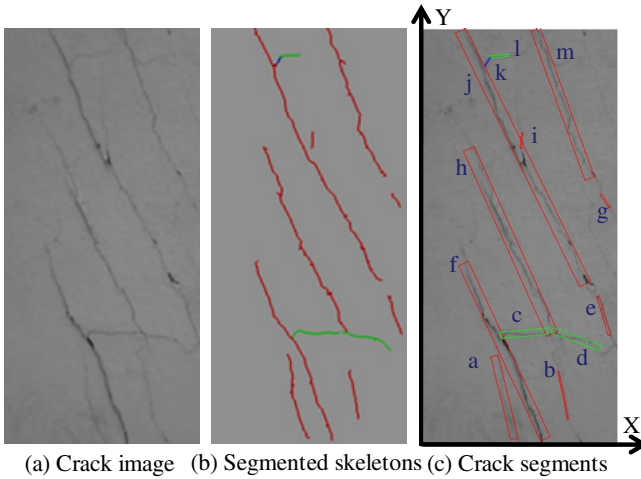 Y
l
m
k
j
i
h
g
f
e
c
a
b
d
X
(a) Crack image (b) Segmented skeletons (c) Crack segments